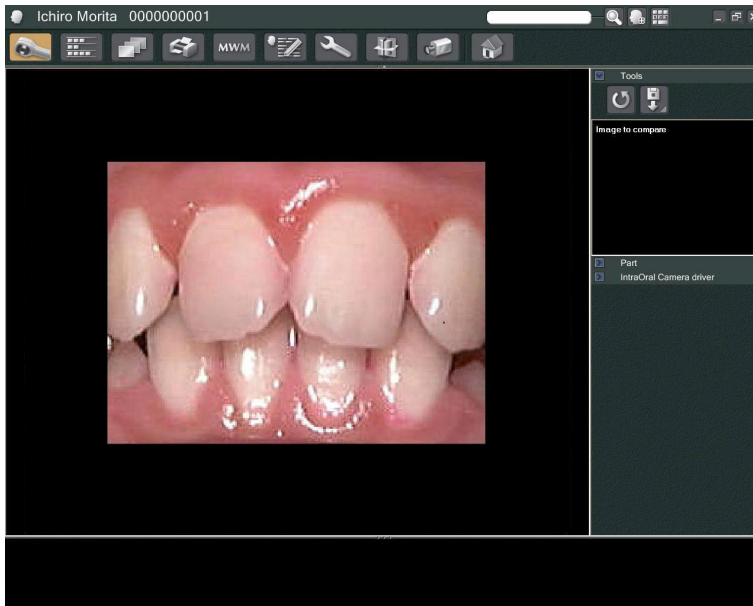 Ichiro Morita 0000000001
MWM
Tools
Image to compare
Part
IntraOral Camera driver